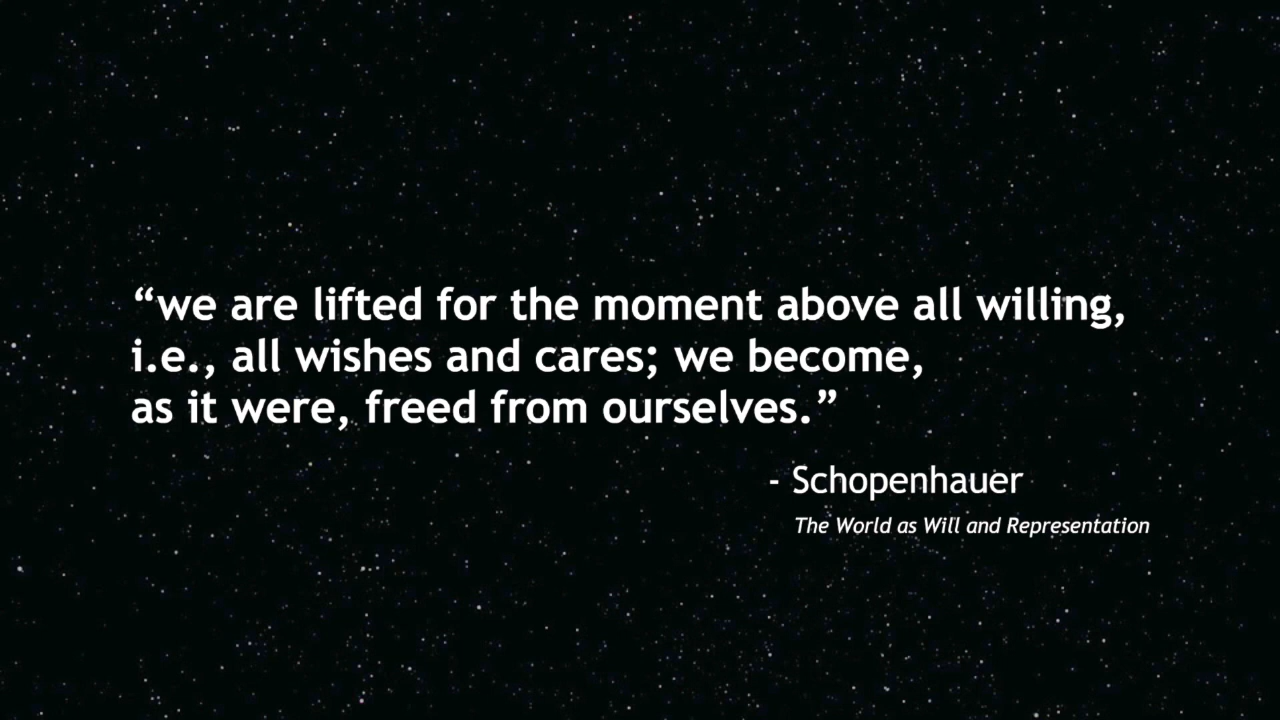 “we are lifted for the moment above all willing,
i.e., all wishes and cares; we become,
as it were, freed from ourselves.”
- Schopenhauer
The World as Will and Representation